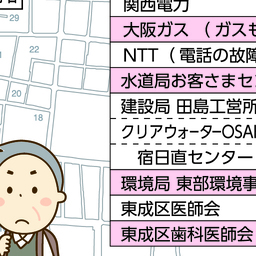 関西電力
大阪ガス （ガス
NTT（電話の故障
水道局お客さまセ
建設局 田島工営所
クリアウォーターOSA
宿日直センター
環境局 東部環境事
東成区医師会
東成区歯科医師会
29
22
20
18